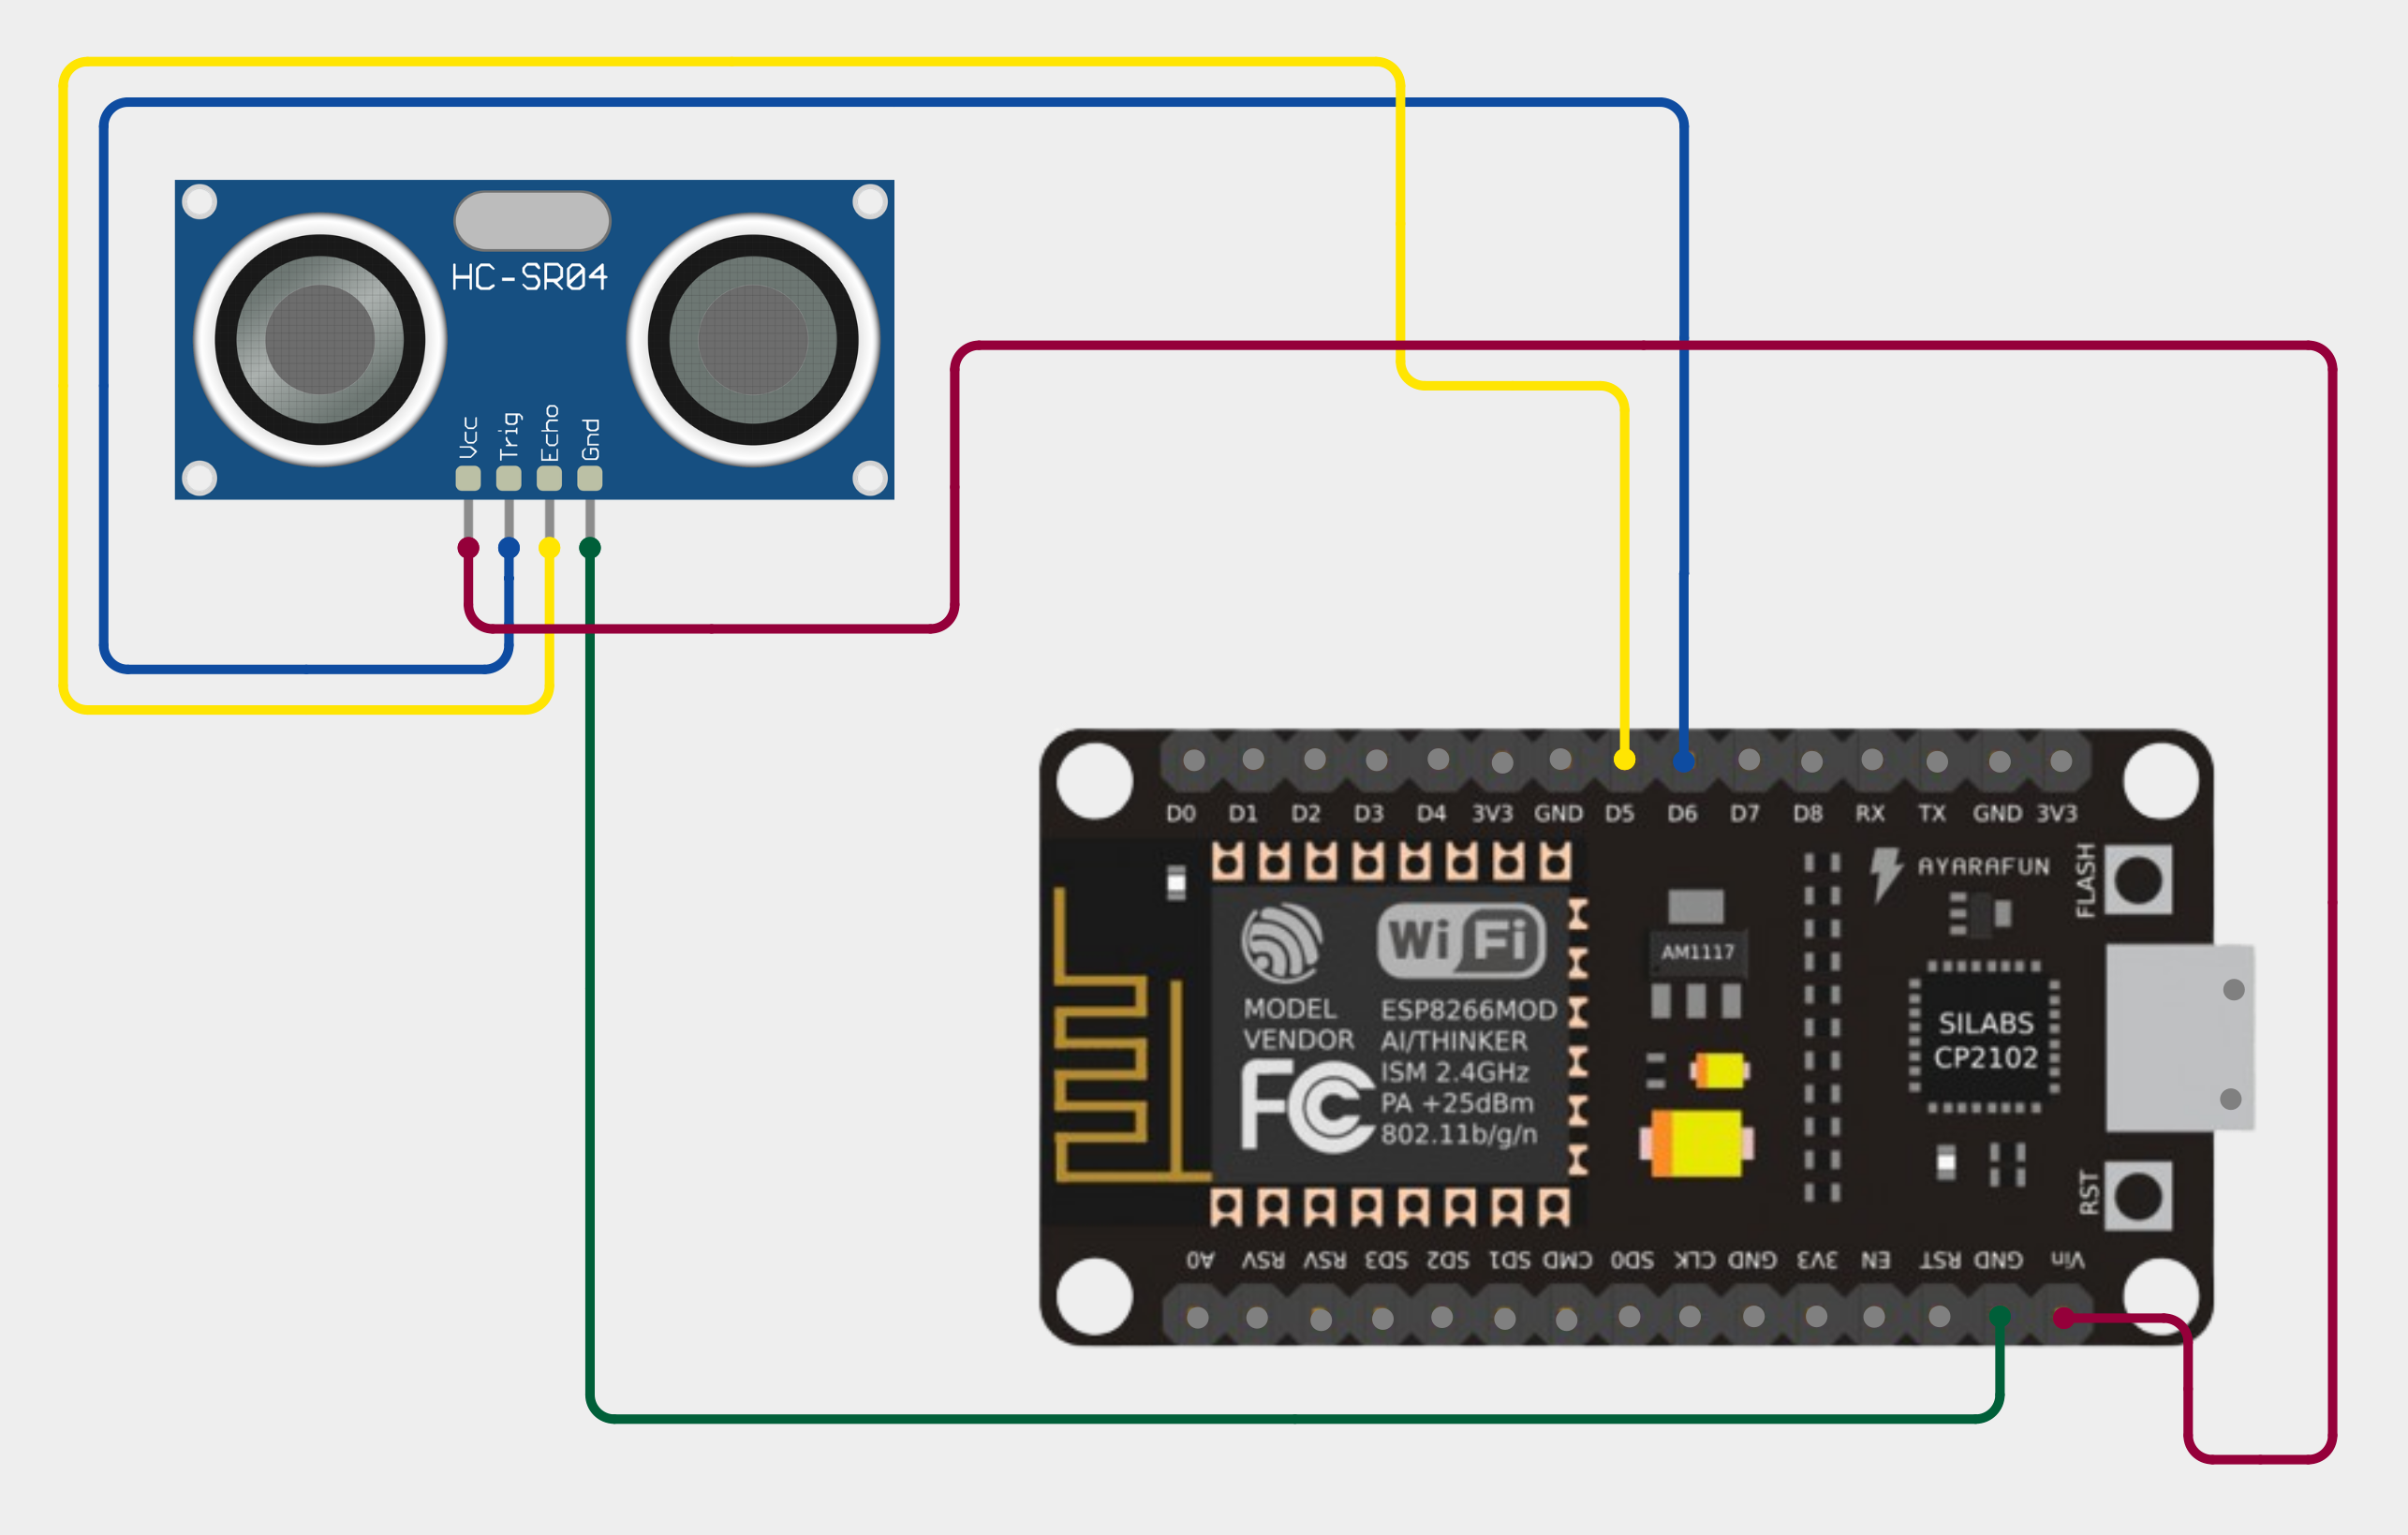 HC-SR04
Vcc
Trig
Echo
Gnd
D0 D1 D2 D3 D4 3V3 GND D5 D6 D7 D8 RX TX GND 3V3
AYARAFUN
FLASH
Wi Fi
AM1117
MODEL ESP8266MOD
VENDOR AI/THINKER
ISM 2.4GHz
PA +25dBm
802.11b/g/n
FC
SILABS
CP2102
RST
A0 RSV RSV SD3 SD2 SD1 CMD SD0 CLK GND 3V3 EN RST GND Vin